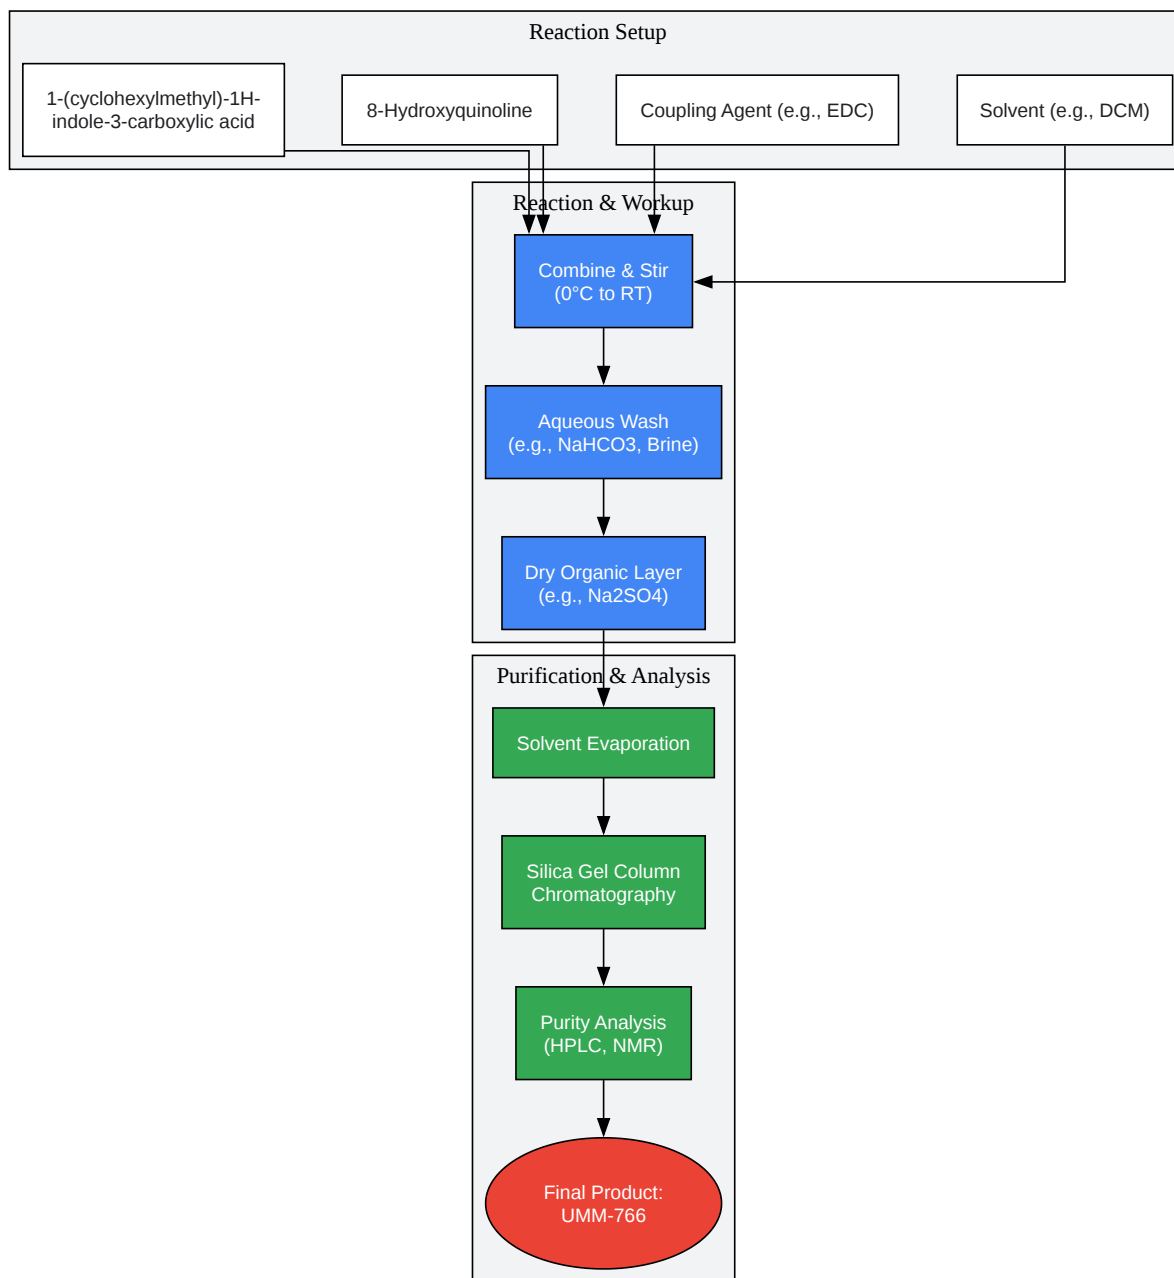 Reaction Setup
1-(cyclohexylmethyl)-1H-
indole-3-carboxylic acid
8-Hydroxyquinoline
Coupling Agent (e.g., EDC)
Solvent (e.g., DCM)
Reaction & Workup
Combine & Stir
(0°C to RT)
Aqueous Wash
(e.g., NaHCO3, Brine)
Dry Organic Layer
(e.g., Na2SO4)
Purification & Analysis
Solvent Evaporation
Silica Gel Column
Chromatography
Purity Analysis
(HPLC, NMR)
Final Product:
UMM-766